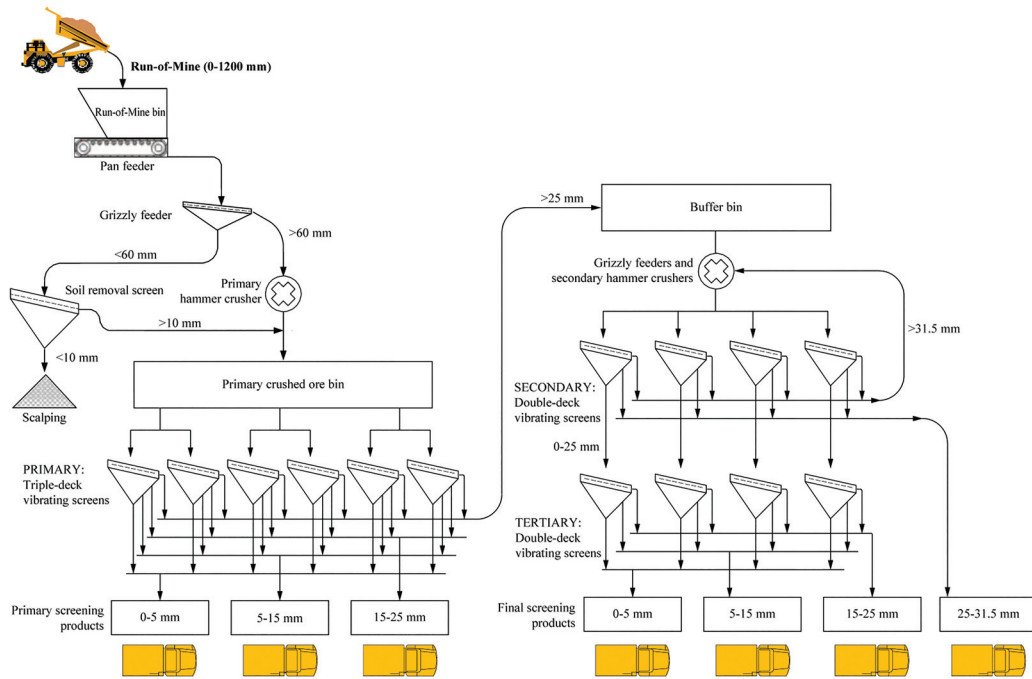 Run-of-Mine (0-1200 mm)
Run-of-Mine bin
Pan feeder
Grizzly feeder
>60 mm
<60 mm
Soil removal screen
Primary
hammer crusher
>10 mm
<10 mm
Scalping
Primary crushed ore bin
PRIMARY:
Triple-deck
vibrating screens
Primary screening
products
0-5 mm
5-15 mm
15-25 mm
>25 mm
Buffer bin
Grizzly feeders and
secondary hammer crushers
>31.5 mm
SECONDARY:
Double-deck
vibrating screens
0-25 mm
TERTIARY:
Double-deck
vibrating screens
Final screening
products
0-5 mm
5-15 mm
15-25 mm
25-31.5 mm